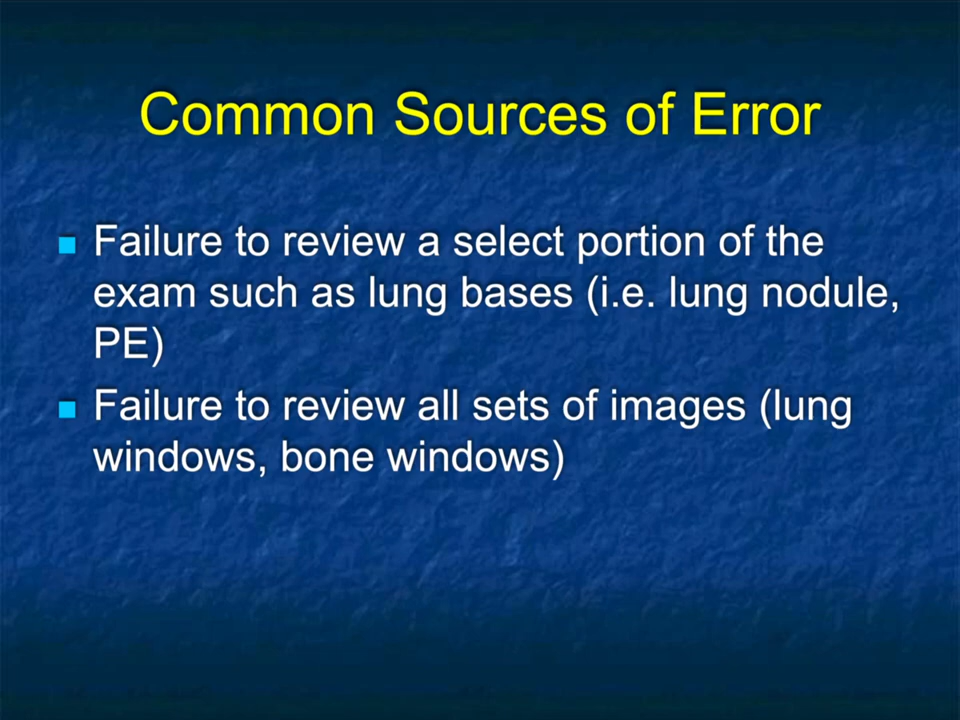 Common Sources of Error
Failure to review a select portion of the
exam such as lung bases (i.e. lung nodule,
PE)
Failure to review all sets of images (lung
windows, bone windows)